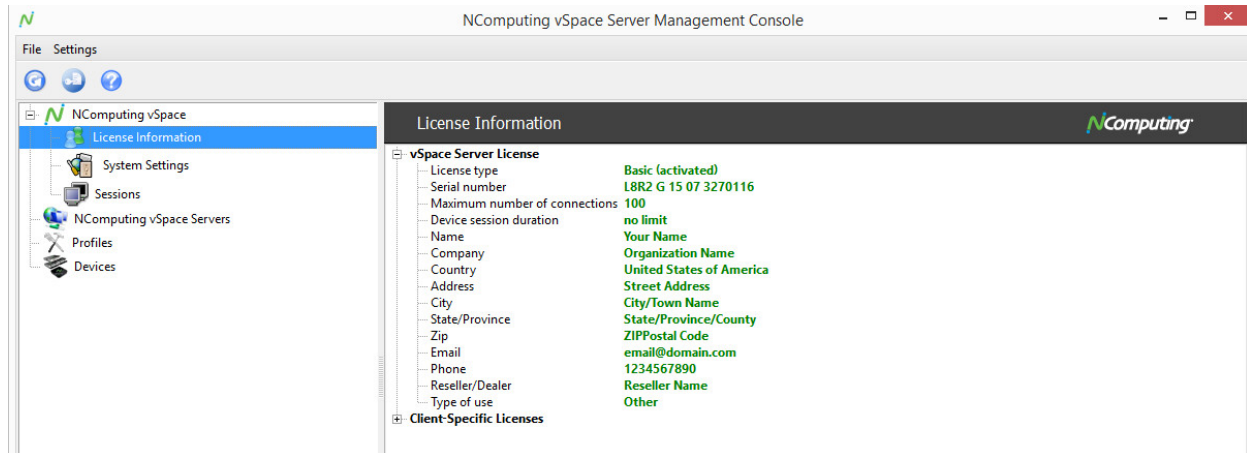 NComputing vSpace Server Management Console
File Settings
NComputing vSpace
License Information
System Settings
Sessions
NComputing vSpace Servers
Profiles
Devices
License Information
NComputing
vSpace Server License
License type Basic (activated)
Serial number L8R2 G 15 07 3270116
Maximum number of connections 100
Device session duration no limit
Name Your Name
Company Organization Name
Country United States of America
Address Street Address
City City/Town Name
State/Province State/Province/County
Zip ZIPPostal Code
Email email@domain.com
Phone 1234567890
Reseller/Dealer Reseller Name
Type of use Other
Client-Specific Licenses